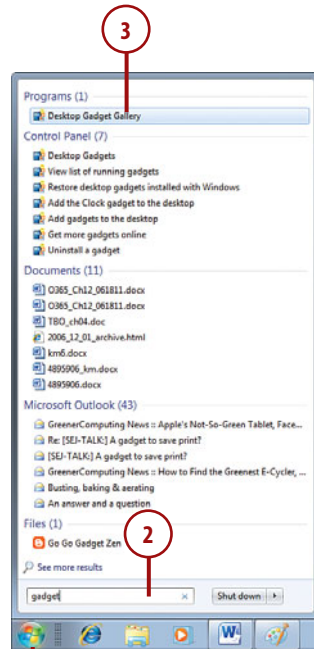 3
Programs (1)
Desktop Gadget Gallery
Control Panel (7)
Desktop Gadgets
View list of running gadgets
Restore desktop gadgets installed with Windows
Add the Clock gadget to the desktop
Add gadgets to the desktop
Get more gadgets online
Uninstall a gadget
Documents (11)
O365_Ch12_061811.docx
O365_Ch12_061811.docx
TBO_ch04.doc
2006_12_01_archive.html
km6.docx
4895906_km.docx
4895906.docx
Microsoft Outlook (43)
GreenerComputing News :: Apple's Not-So-Green Tablet, Face...
Re: [SEJ-TALK:] A gadget to save print?
[SEJ-TALK:] A gadget to save print?
GreenerComputing News :: How to Find the Greenest E-Cycler, ...
Busting, baking & aerating
An answer and a question
Files (1)
Go Go Gadget Zen
2
See more results
gadget
Shut down
W